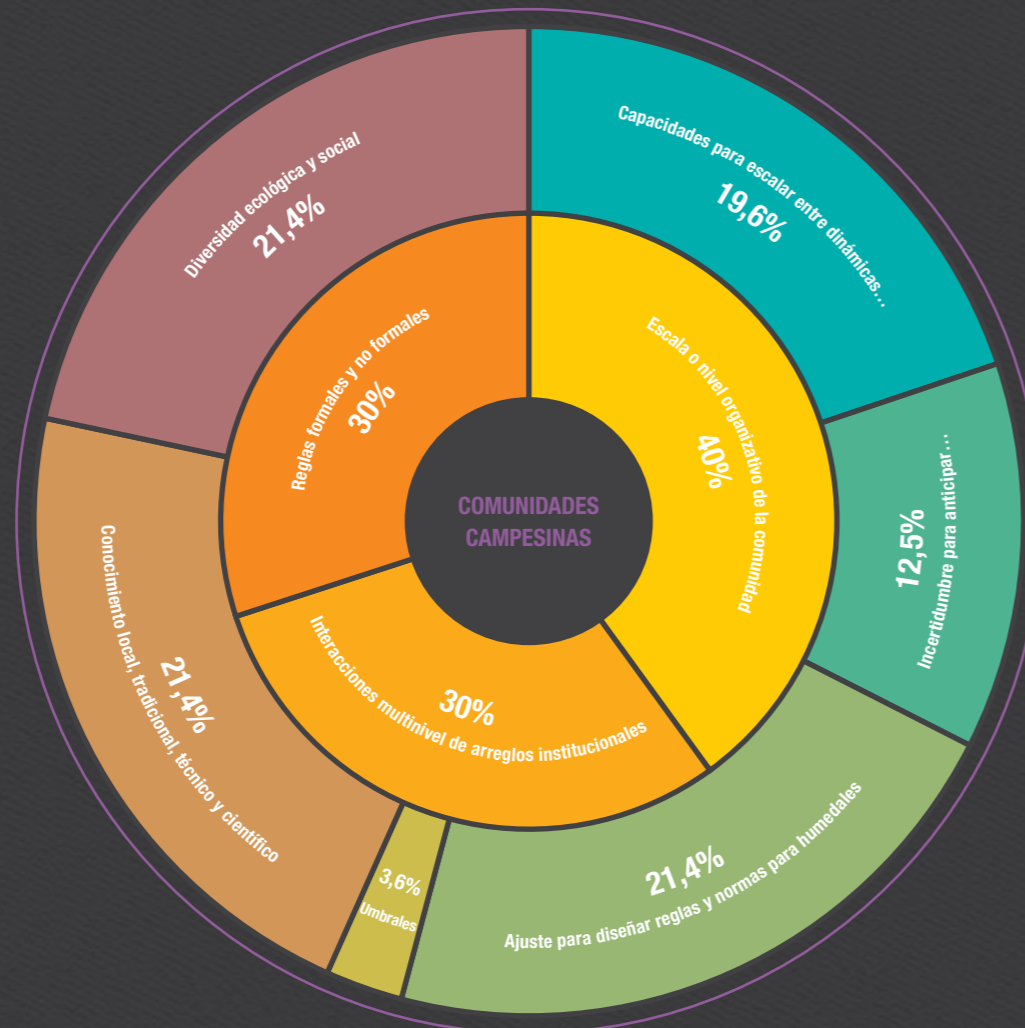 Capacidades para escalar entre dinámicas...
19,6%
Incertidumbre para anticipar...
12,5%
21,4%
Ajuste para diseñar reglas y normas para humedales
3,6%
Umbrales
21,4%
Conocimiento local, tradicional, técnico y científico
Diversidad ecológica y social
21,4%
Escala o nivel organizativo de la comunidad
40%
30%
Interacciones multinivel de arreglos institucionales
Reglas formales y no formales
30%
COMUNIDADES
CAMPESINAS